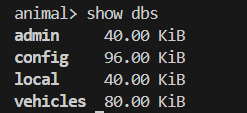 animal> show dbs
admin     40.00 KiB
config    96.00 KiB
local     40.00 KiB
vehicles  80.00 KiB